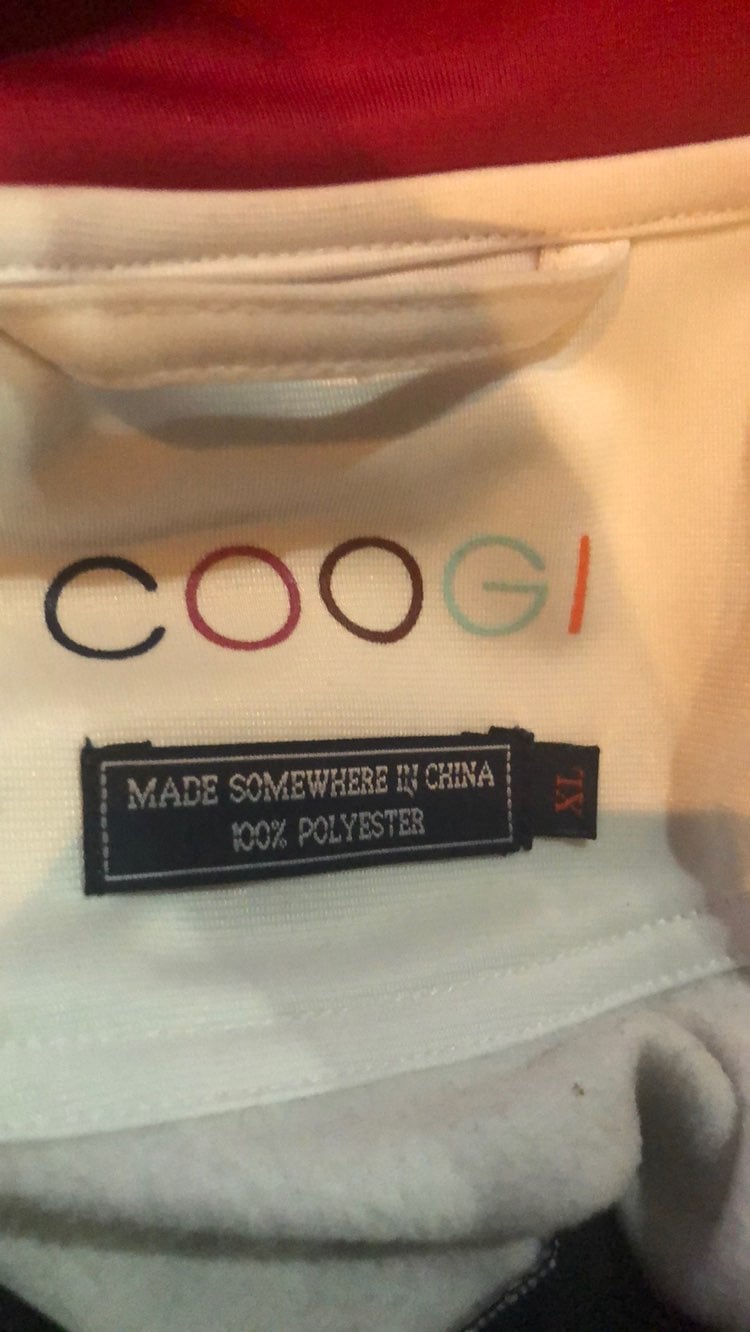 COOGI
MADE SOMEWHERE IN CHINA
100% POLYESTER
XL